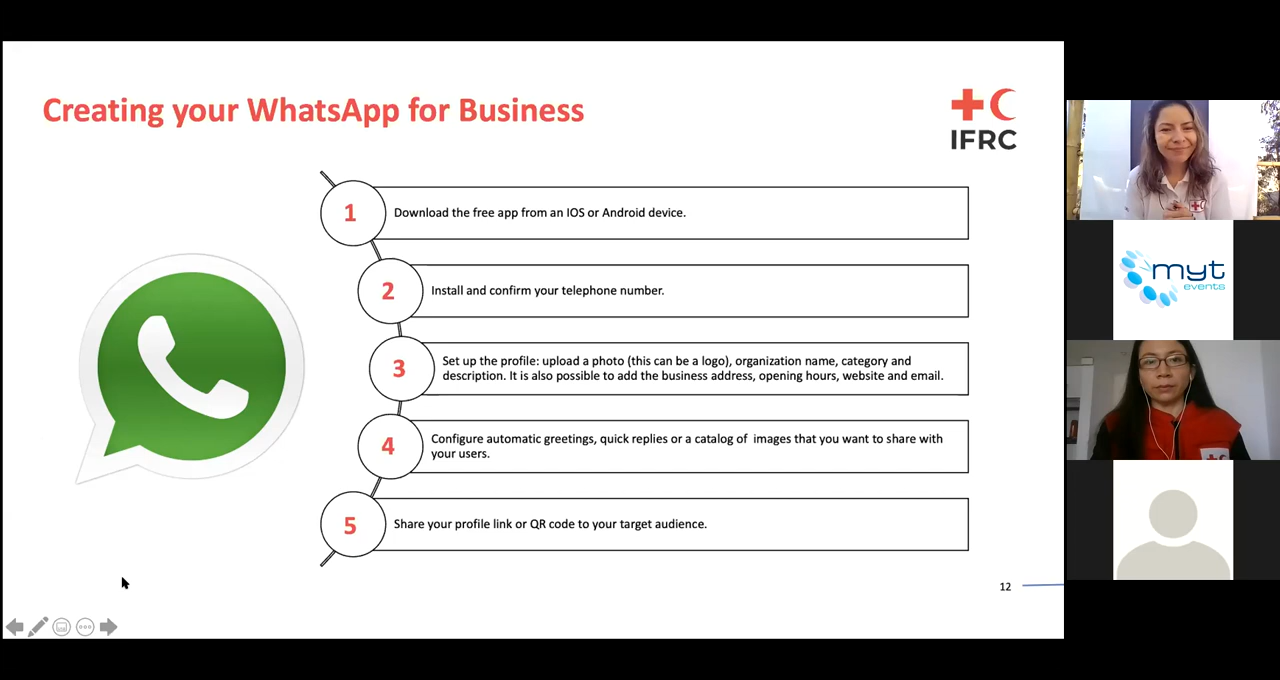 Creating your WhatsApp for Business
IFRC
1
Download the free app from an IOS or Android device.
2
Install and confirm your telephone number.
3
Set up the profile: upload a photo (this can be a logo), organization name, category and
description. It is also possible to add the business address, opening hours, website and email.
4
Configure automatic greetings, quick replies or a catalog of  images that you want to share with
your users.
5
Share your profile link or QR code to your target audience.
12
myt
events